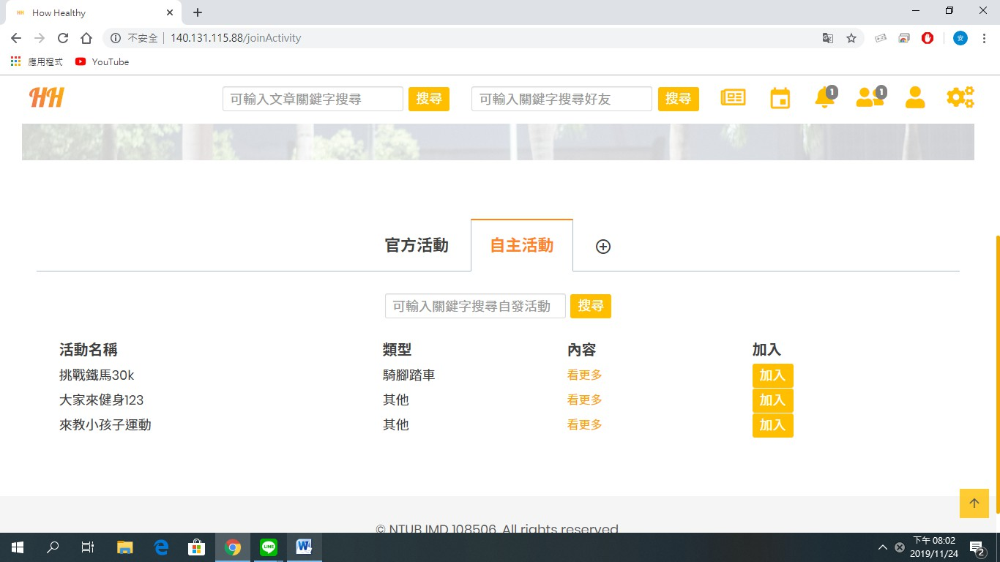 How Healthy
不安全 140.131.115.88/joinActivity
安
應用程式 YouTube
HH 可輸入文章關鍵字搜尋 搜尋 可輸入關鍵字搜尋好友 搜尋 1 1
官方活動 自主活動
可輸入關鍵字搜尋自發活動 搜尋
活動名稱 類型 內容 加入
挑戰鐵馬30k 騎腳踏車 看更多 加入
大家來健身123 其他 看更多 加入
來教小孩子運動 其他 看更多 加入
© NTUB IMD 108506. All rights reserved
下午 08:02
2019/11/24
2